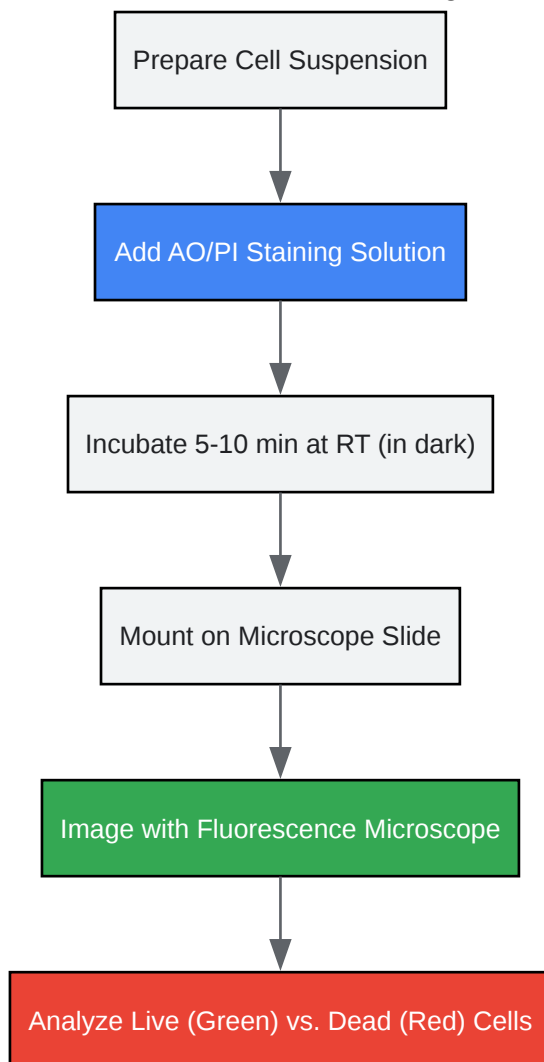 Prepare Cell Suspension
Add AO/PI Staining Solution
Incubate 5-10 min at RT (in dark)
Mount on Microscope Slide
Image with Fluorescence Microscope
Analyze Live (Green) vs. Dead (Red) Cells